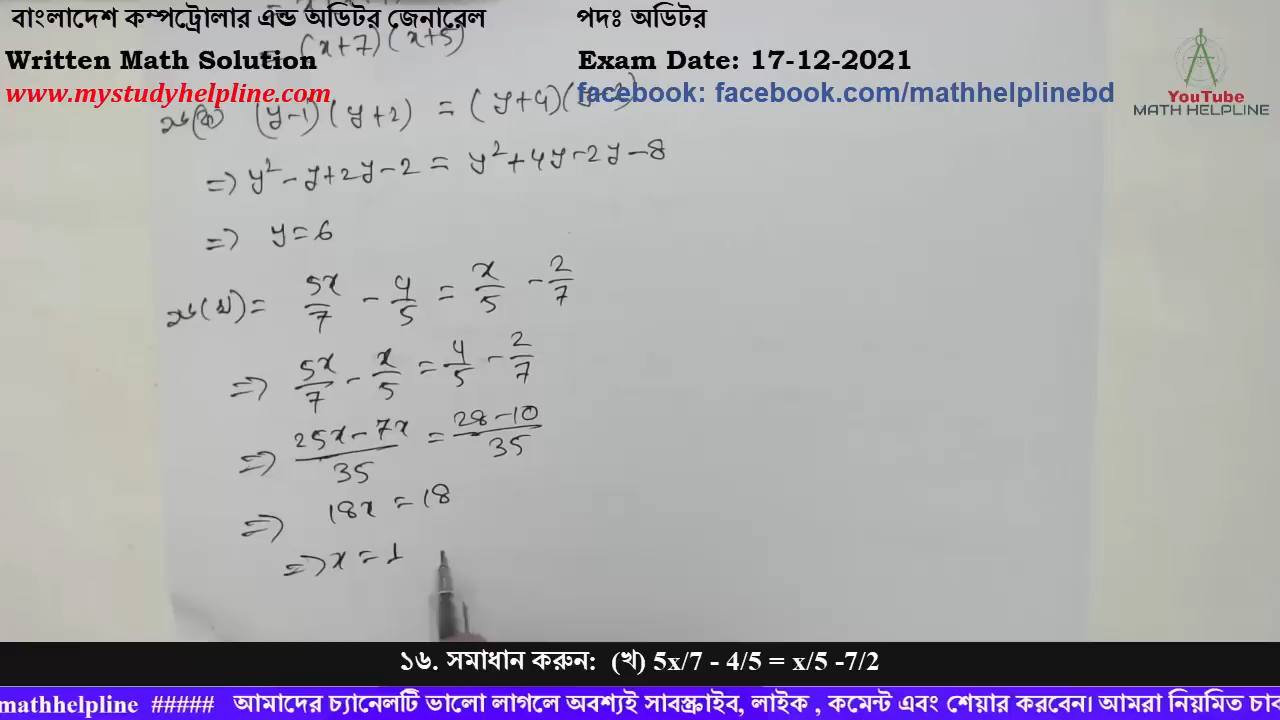 বাংলাদেশ কম্পট্রোলার এন্ড অডিটর জেনারেল পদঃ অডিটর
(x+7)(x+5)
Written Math Solution Exam Date: 17-12-2021
www.mystudyhelpline.com facebook: facebook.com/mathhelplinebd
YouTube
MATH HELPLINE
১৬(ক) (y-1)(y+2) = (y+4)(y-2)
=> y² - y + 2y - 2 = y² + 4y - 2y - 8
=> y = 6
১৬(খ) = 5x/7 - 4/5 = x/5 - 2/7
=> 5x/7 - x/5 = 4/5 - 2/7
=> 25x - 7x/35 = 28 - 10/35
=> 18x = 18
=> x = 1
১৬. সমাধান করুন: (খ) 5x/7 - 4/5 = x/5 -7/2
mathhelpline ##### আমাদের চ্যানেলটি ভালো লাগলে অবশ্যই সাবস্ক্রাইব, লাইক , কমেন্ট এবং শেয়ার করবেন। আমরা নিয়মিত চাক